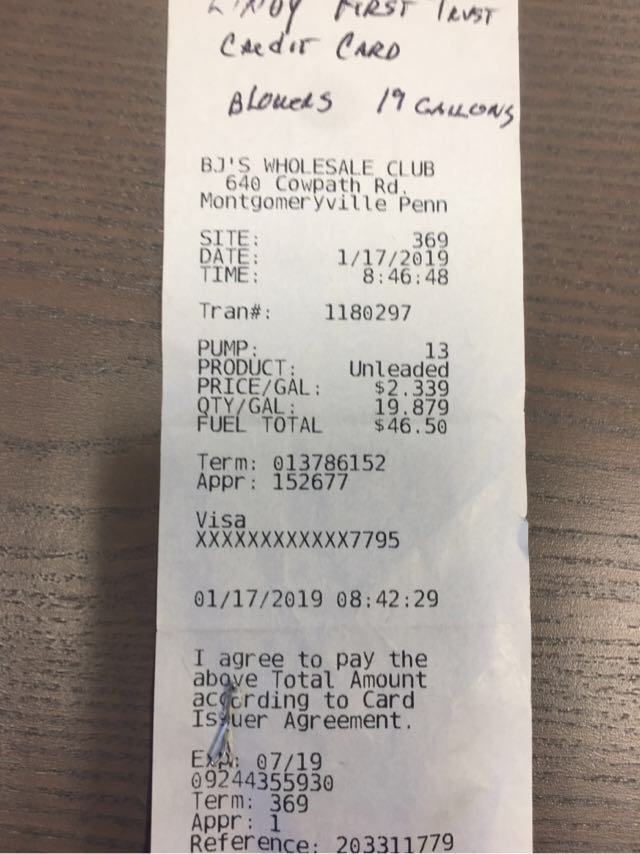 FIRST TRUST
CREDIT CARD
BLOWERS 19 GALLONS
BJ'S WHOLESALE CLUB
640 Cowpath Rd.
Montgomeryville Penn
SITE: 369
DATE: 1/17/2019
TIME: 8:46:48
Tran#: 1180297
PUMP: 13
PRODUCT: Unleaded
PRICE/GAL: $2.339
QTY/GAL: 19.879
FUEL TOTAL $46.50
Term: 013786152
Appr: 152677
Visa
XXXXXXXXXXXX7795
01/17/2019 08:42:29
I agree to pay the
above Total Amount
according to Card
Issuer Agreement.
07/19
09244355930
Term: 369
Appr: 1
Reference: 203311779